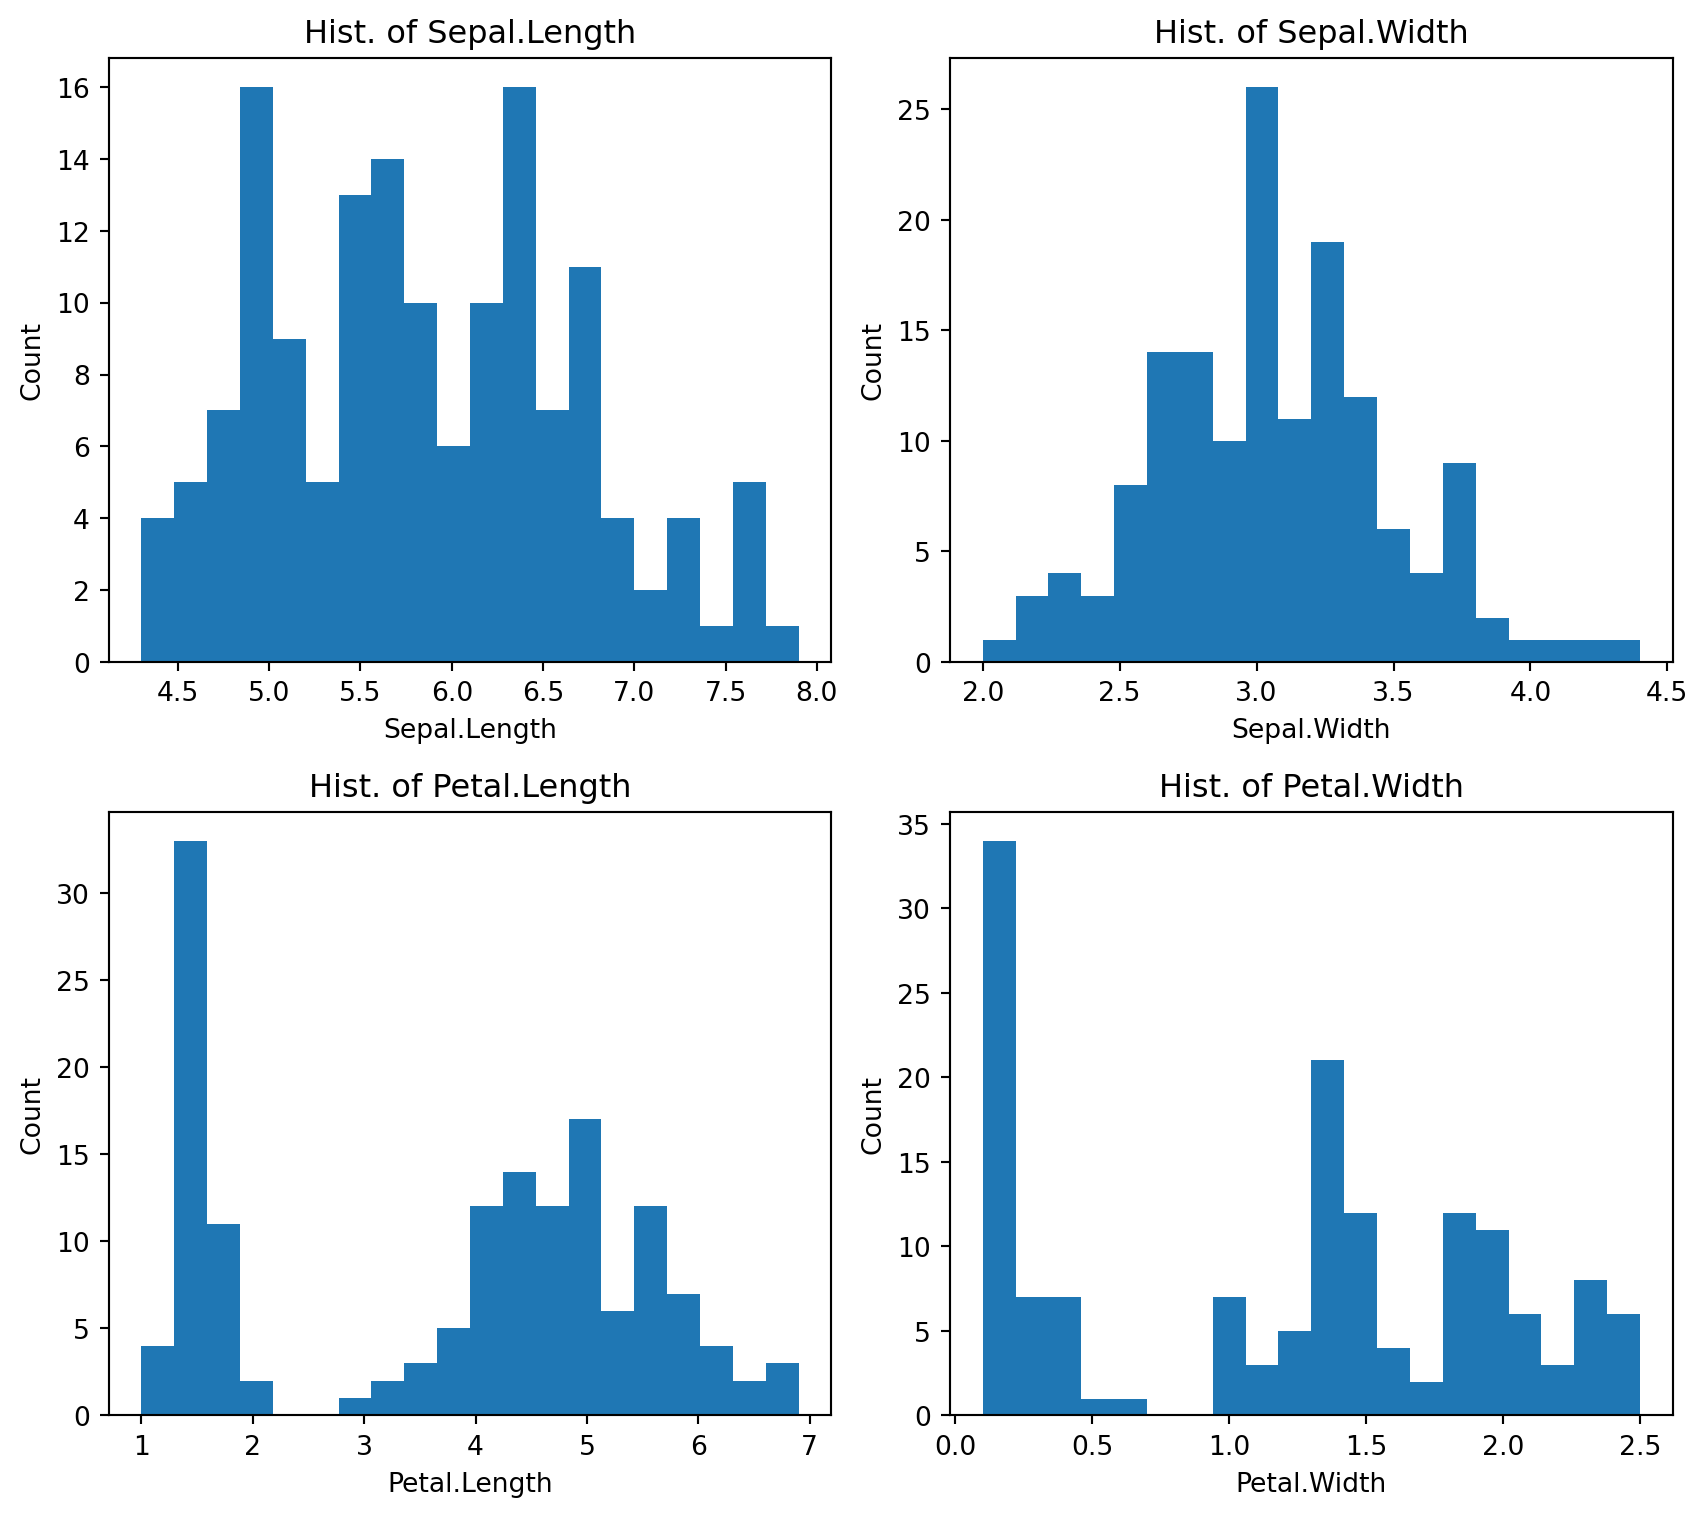 Hist. of Sepal.Length
16
14
12
10
8
6
4
2
0
Count
4.5 5.0 5.5 6.0 6.5 7.0 7.5 8.0
Sepal.Length
Hist. of Sepal.Width
25
20
15
10
5
0
Count
2.0 2.5 3.0 3.5 4.0 4.5
Sepal.Width
Hist. of Petal.Length
30
25
20
15
10
5
0
Count
1 2 3 4 5 6 7
Petal.Length
Hist. of Petal.Width
35
30
25
20
15
10
5
0
Count
0.0 0.5 1.0 1.5 2.0 2.5
Petal.Width